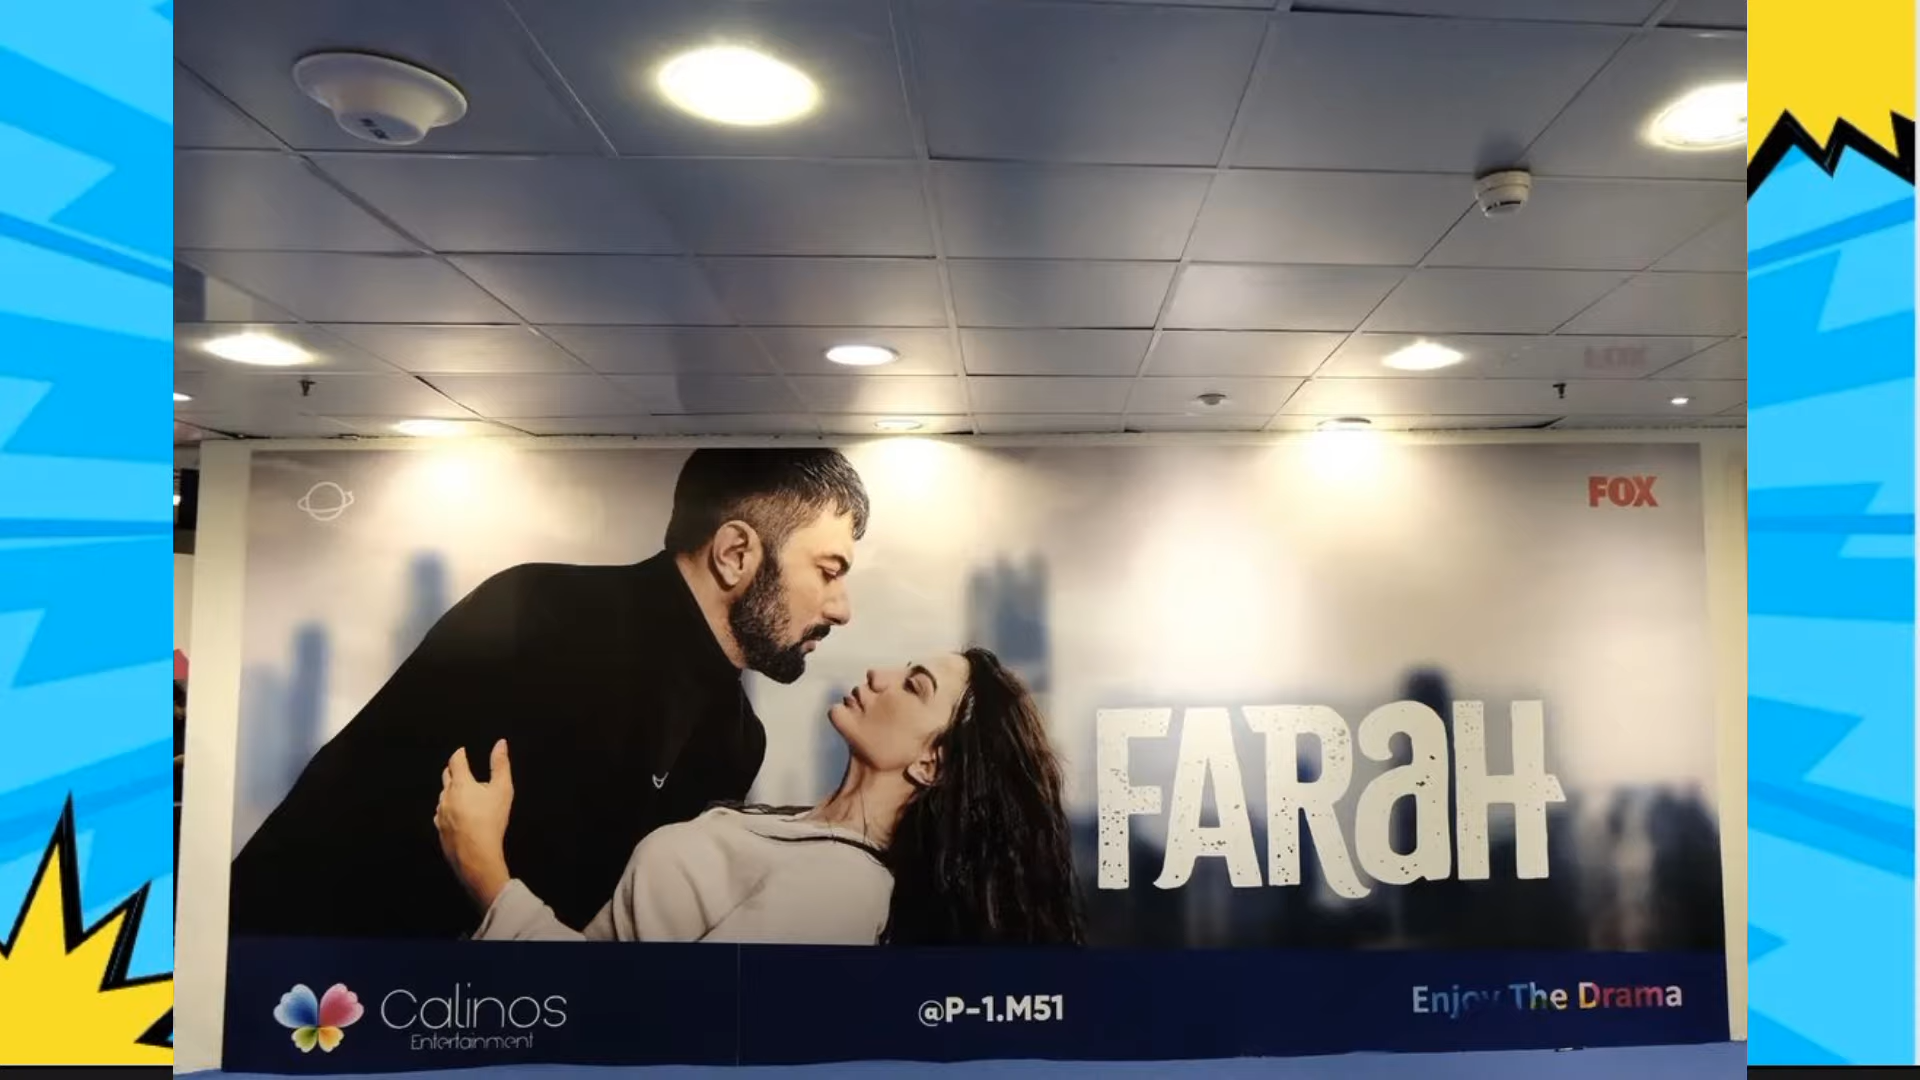 FOX
FARaH
Calinos
Entertainment
@P-1.M51
Enjoy The Drama